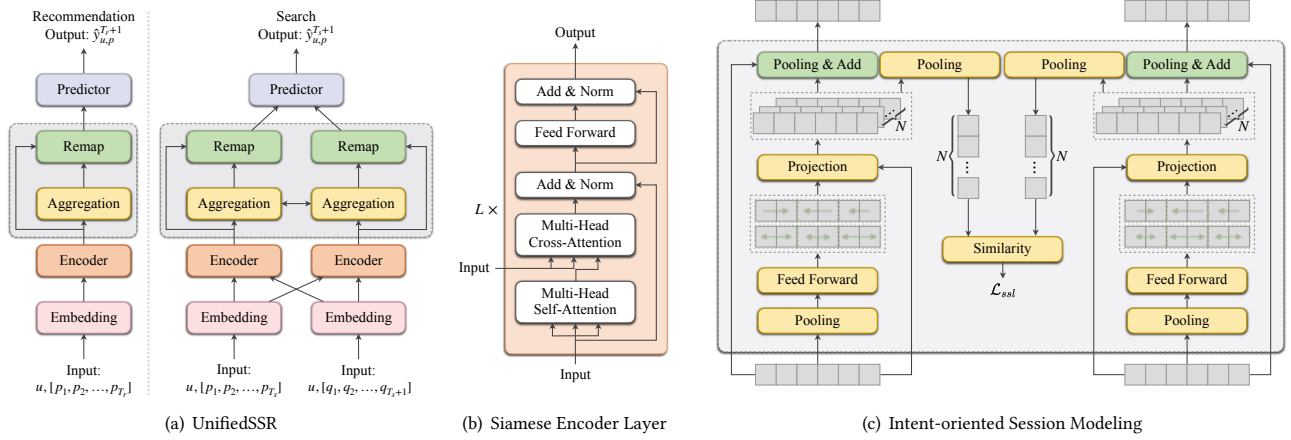 Recommendation
Output: ŷ_{u,p}^{T_r+1}
Predictor
Remap
Aggregation
Encoder
Embedding
Input:
u, [p_1, p_2, …, p_{T_r}]
Search
Output: ŷ_{u,p}^{T_s+1}
Predictor
Remap
Remap
Aggregation
Aggregation
Encoder
Encoder
Embedding
Embedding
Input:
u, [p_1, p_2, …, p_{T_s}]
Input:
u, [q_1, q_2, …, q_{T_s+1}]
(a) UnifiedSSR
Output
Add & Norm
Feed Forward
Add & Norm
L ×
Multi-Head
Cross-Attention
Input
Multi-Head
Self-Attention
Input
(b) Siamese Encoder Layer
Pooling & Add
Pooling
Pooling
Pooling & Add
N
N
N
N
Projection
Projection
Similarity
ℒ_{ssl}
Feed Forward
Feed Forward
Pooling
Pooling
(c) Intent-oriented Session Modeling